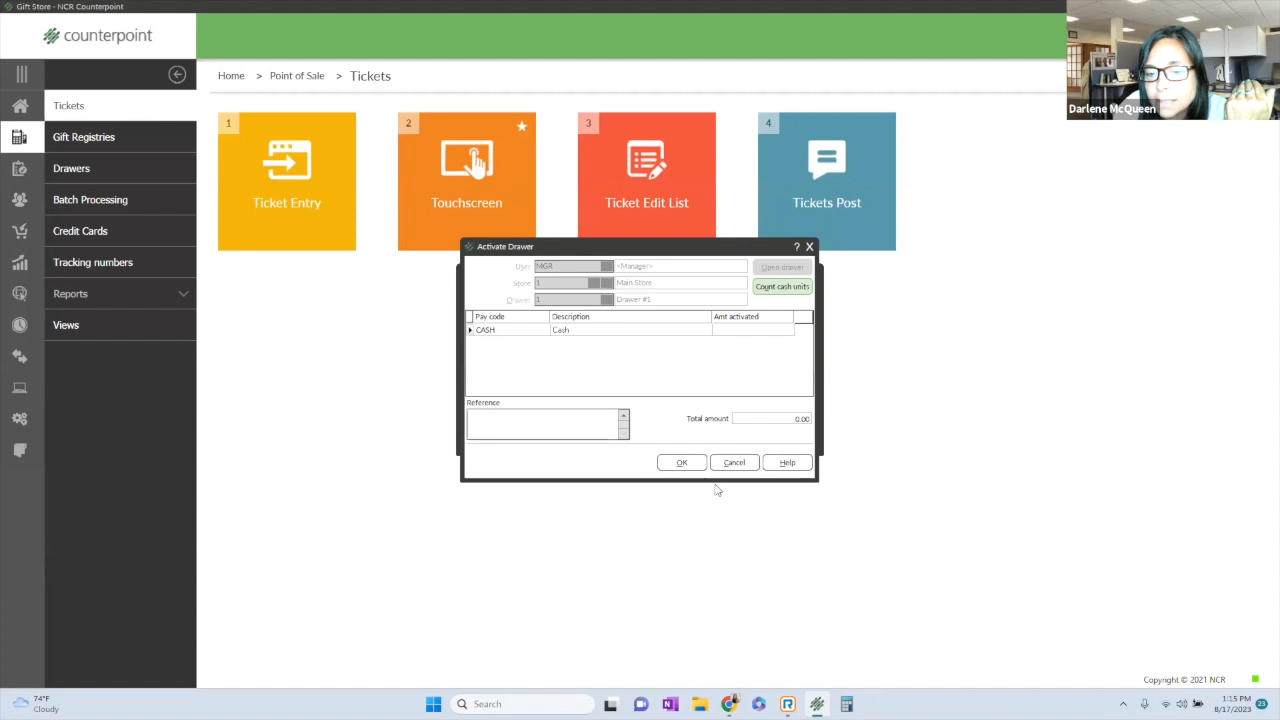 Gift Store - NCR Counterpoint
counterpoint
Home > Point of Sale > Tickets
Darlene McQueen
Tickets
Gift Registries
Drawers
Batch Processing
Credit Cards
Tracking numbers
Reports
Views
1
Ticket Entry
2
Touchscreen
3
Ticket Edit List
4
Tickets Post
Activate Drawer ? X
User MGR <Manager> Open drawer
Store 1 Main Store Count cash units
Drawer 1 Drawer #1
Pay code Description Amt activated
CASH Cash
Reference
Total amount 0.00
OK Cancel Help
Copyright © 2021 NCR
74°F
Cloudy
Search
1:15 PM
8/17/2023
23